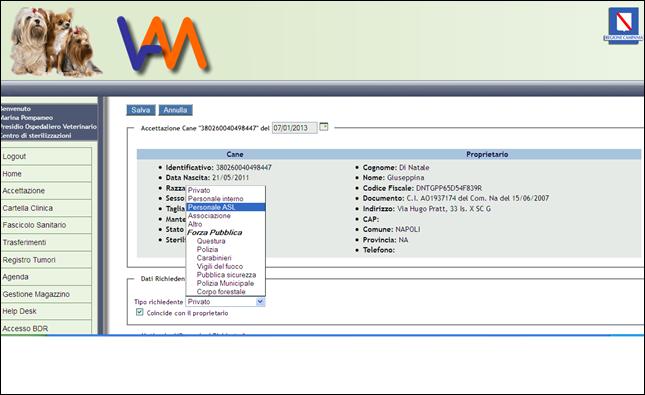 VAM
REGIONE CAMPANIA
Benvenuto
Marina Pompameo
Presidio Ospedaliero Veterinario
Centro di sterilizzazioni
Logout
Home
Accettazione
Cartella Clinica
Fascicolo Sanitario
Trasferimenti
Registro Tumori
Agenda
Gestione Magazzino
Help Desk
Accesso BDR
Salva Annulla
Accettazione Cane "380260040498447" del 07/01/2013
Cane
Identificativo: 380260040498447
Data Nascita: 21/05/2011
Razza
Sesso
Taglia
Mante
Stato
Steril
Proprietario
Cognome: DI Natale
Nome: Giuseppina
Codice Fiscale: DNTGPP65D54F839R
Documento: C.I. AO1937174 del Com. Na del 15/06/2007
Indirizzo: Via Hugo Pratt, 33 Is. X SC G
CAP:
Comune: NAPOLI
Provincia: NA
Telefono:
Privato
Personale interno
Personale ASL
Associazione
Altro
Forza Pubblica
Questura
Polizia
Carabinieri
Vigili del fuoco
Pubblica sicurezza
Polizia Municipale
Corpo forestale
Dati Richieden
Tipo richiedente Privato
Coincide con il proprietario